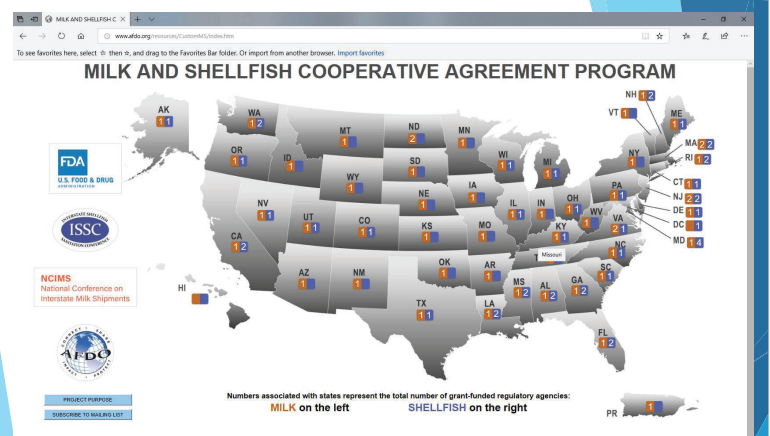 MILK AND SHELLFISH C
www.afdo.org/resources/CustomMS/index.htm
To see favorites here, select ☆ then ☆, and drag to the Favorites Bar folder. Or import from another browser. Import favorites
MILK AND SHELLFISH COOPERATIVE AGREEMENT PROGRAM
AK
1 1
WA
1 2
MT
1
ND
2
MN
1
NH 1 2
VT 1
ME
1 1
OR
1 1
ID
1
SD
1
WI
1 1
MI
1 1
NY
1
MA 2 2
RI 1 2
WY
1
NE
1
IA
1
PA
1 1
CT 1 1
NJ 2 2
NV
1 1
UT
1 1
CO
1 1
KS
1
MO
1 1
IL
1 1
IN
1 1
OH
1 1
WV
1
VA
2 1
DE 1 1
DC 1
MD 1 4
KY
1 1
CA
1 2
NC
1 1
Missouri
AZ
1
NM
1
OK
1
AR
1
SC
1 1
MS
1 2
AL
1 2
GA
1 2
HI
TX
1 1
LA
1 2
FL
1 2
PR
1
FDA
U.S. FOOD & DRUG
ADMINISTRATION
INTERSTATE SHELLFISH
ISSC
SANITATION CONFERENCE
NCIMS
National Conference on
Interstate Milk Shipments
CONNECT · SHARE
AFDO
IMPACT · PROTECT
PROJECT PURPOSE
SUBSCRIBE TO MAILING LIST
Numbers associated with states represent the total number of grant-funded regulatory agencies:
MILK on the left SHELLFISH on the right